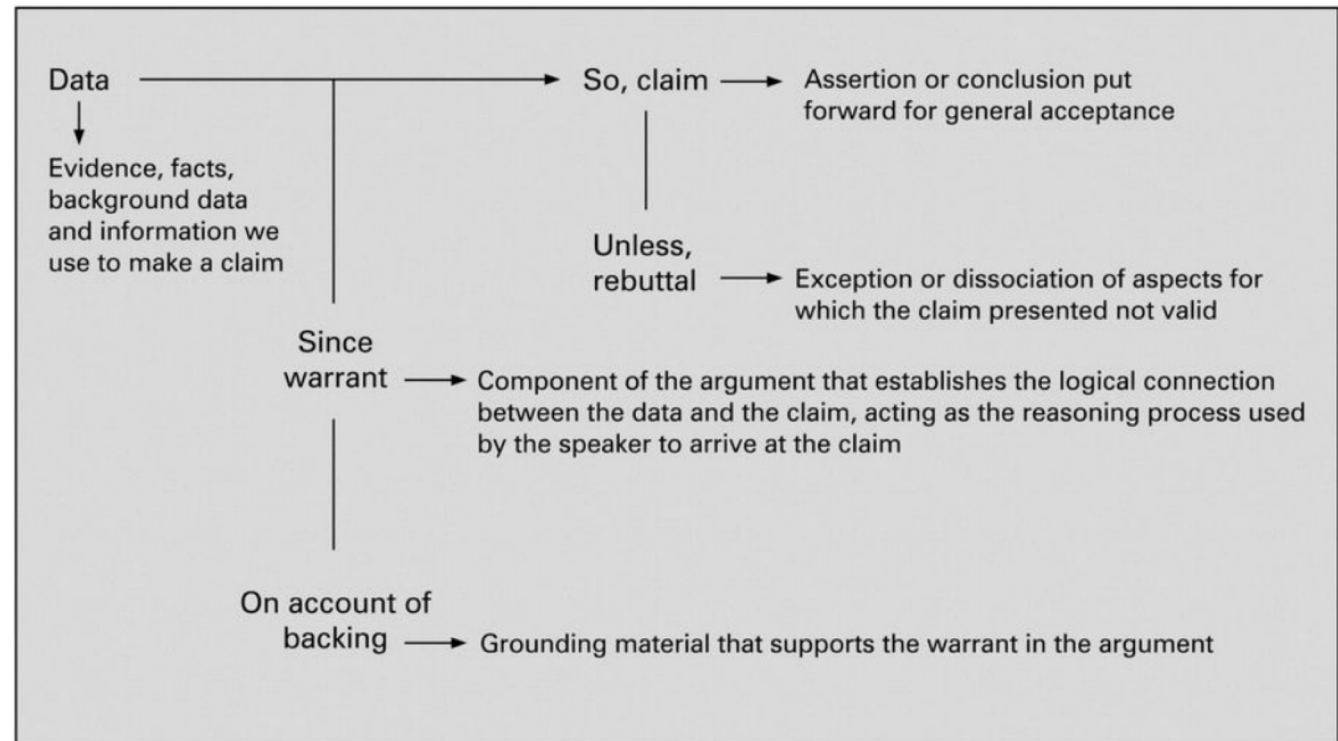 Data
So, claim
Assertion or conclusion put
forward for general acceptance
Evidence, facts,
background data
and information we
use to make a claim
Unless,
rebuttal
Exception or dissociation of aspects for
which the claim presented not valid
Since
warrant
Component of the argument that establishes the logical connection
between the data and the claim, acting as the reasoning process used
by the speaker to arrive at the claim
On account of
backing
Grounding material that supports the warrant in the argument